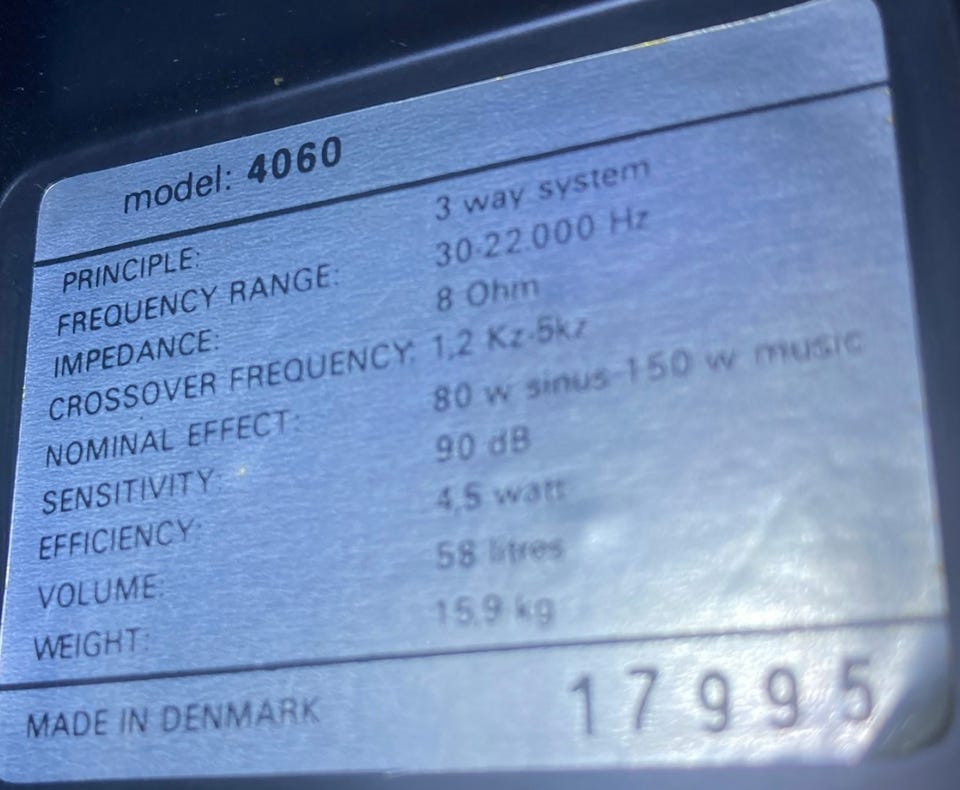 model: 4060
PRINCIPLE: 3 way system
FREQUENCY RANGE: 30-22.000 Hz
IMPEDANCE: 8 Ohm
CROSSOVER FREQUENCY: 1,2 Kz-5kz
NOMINAL EFFECT: 80 w sinus-150 w music
SENSITIVITY: 90 dB
EFFICIENCY: 4,5 watt
VOLUME: 58 litres
WEIGHT: 15,9 kg
MADE IN DENMARK 17995